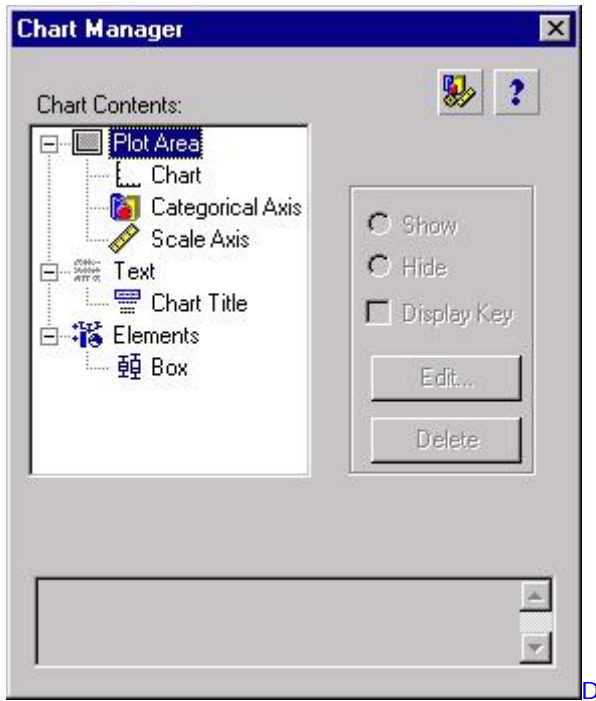 Chart Manager
?
Chart Contents:
Plot Area
Chart
Categorical Axis
Scale Axis
Text
Chart Title
Elements
Box
Show
Hide
Display Key
Edit...
Delete
D